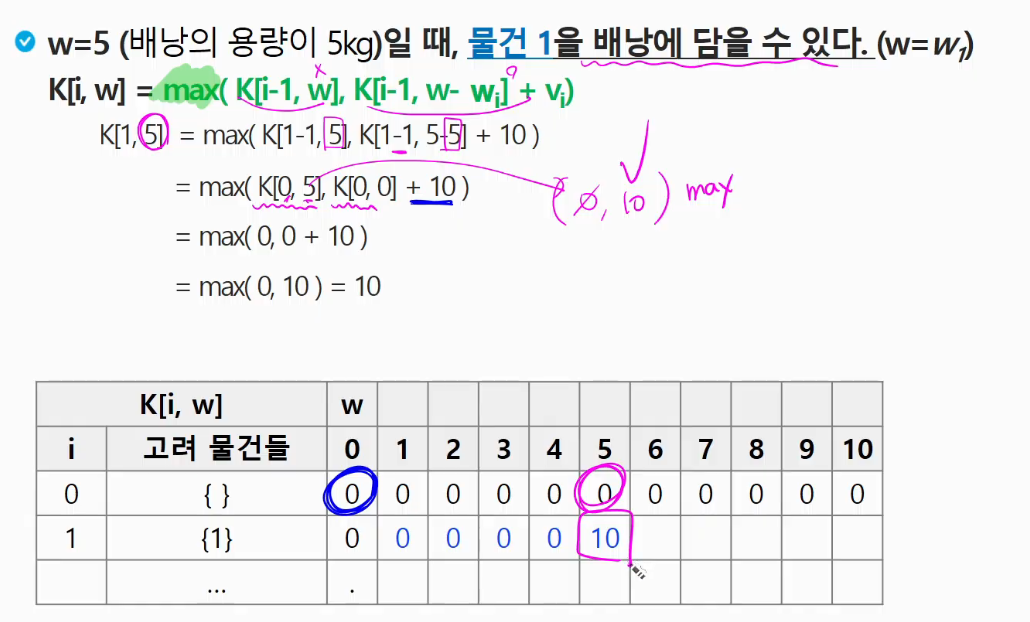 w=5 (배낭의 용량이 5kg)일 때, 물건 1을 배낭에 담을 수 있다. (w=w₁)
x o
K[i, w] = max( K[i-1, w], K[i-1, w- wᵢ] + vᵢ)
K[1, 5] = max( K[1-1, 5], K[1-1, 5-5] + 10 )
= max( K[0, 5], K[0, 0] + 10 ) (0, 10) max
= max( 0, 0 + 10 )
= max( 0, 10 ) = 10
K[i, w] w
i 고려 물건들 0 1 2 3 4 5 6 7 8 9 10
0 { } 0 0 0 0 0 0 0 0 0 0 0
1 {1} 0 0 0 0 0 10
... .